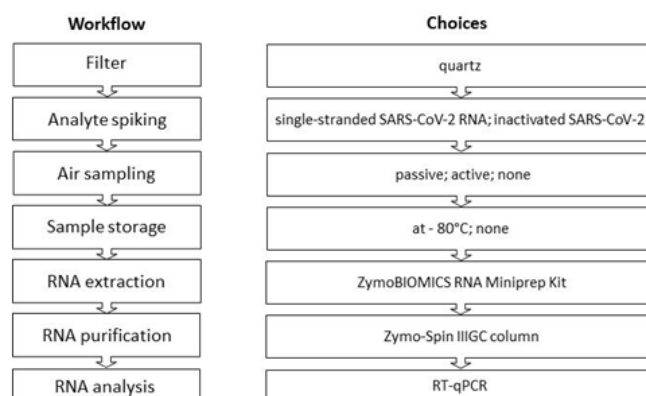 Workflow
Choices
Filter
quartz
Analyte spiking
single-stranded SARS-CoV-2 RNA; inactivated SARS-CoV-2
Air sampling
passive; active; none
Sample storage
at - 80°C; none
RNA extraction
ZymoBIOMICS RNA Miniprep Kit
RNA purification
Zymo-Spin IIIGC column
RNA analysis
RT-qPCR